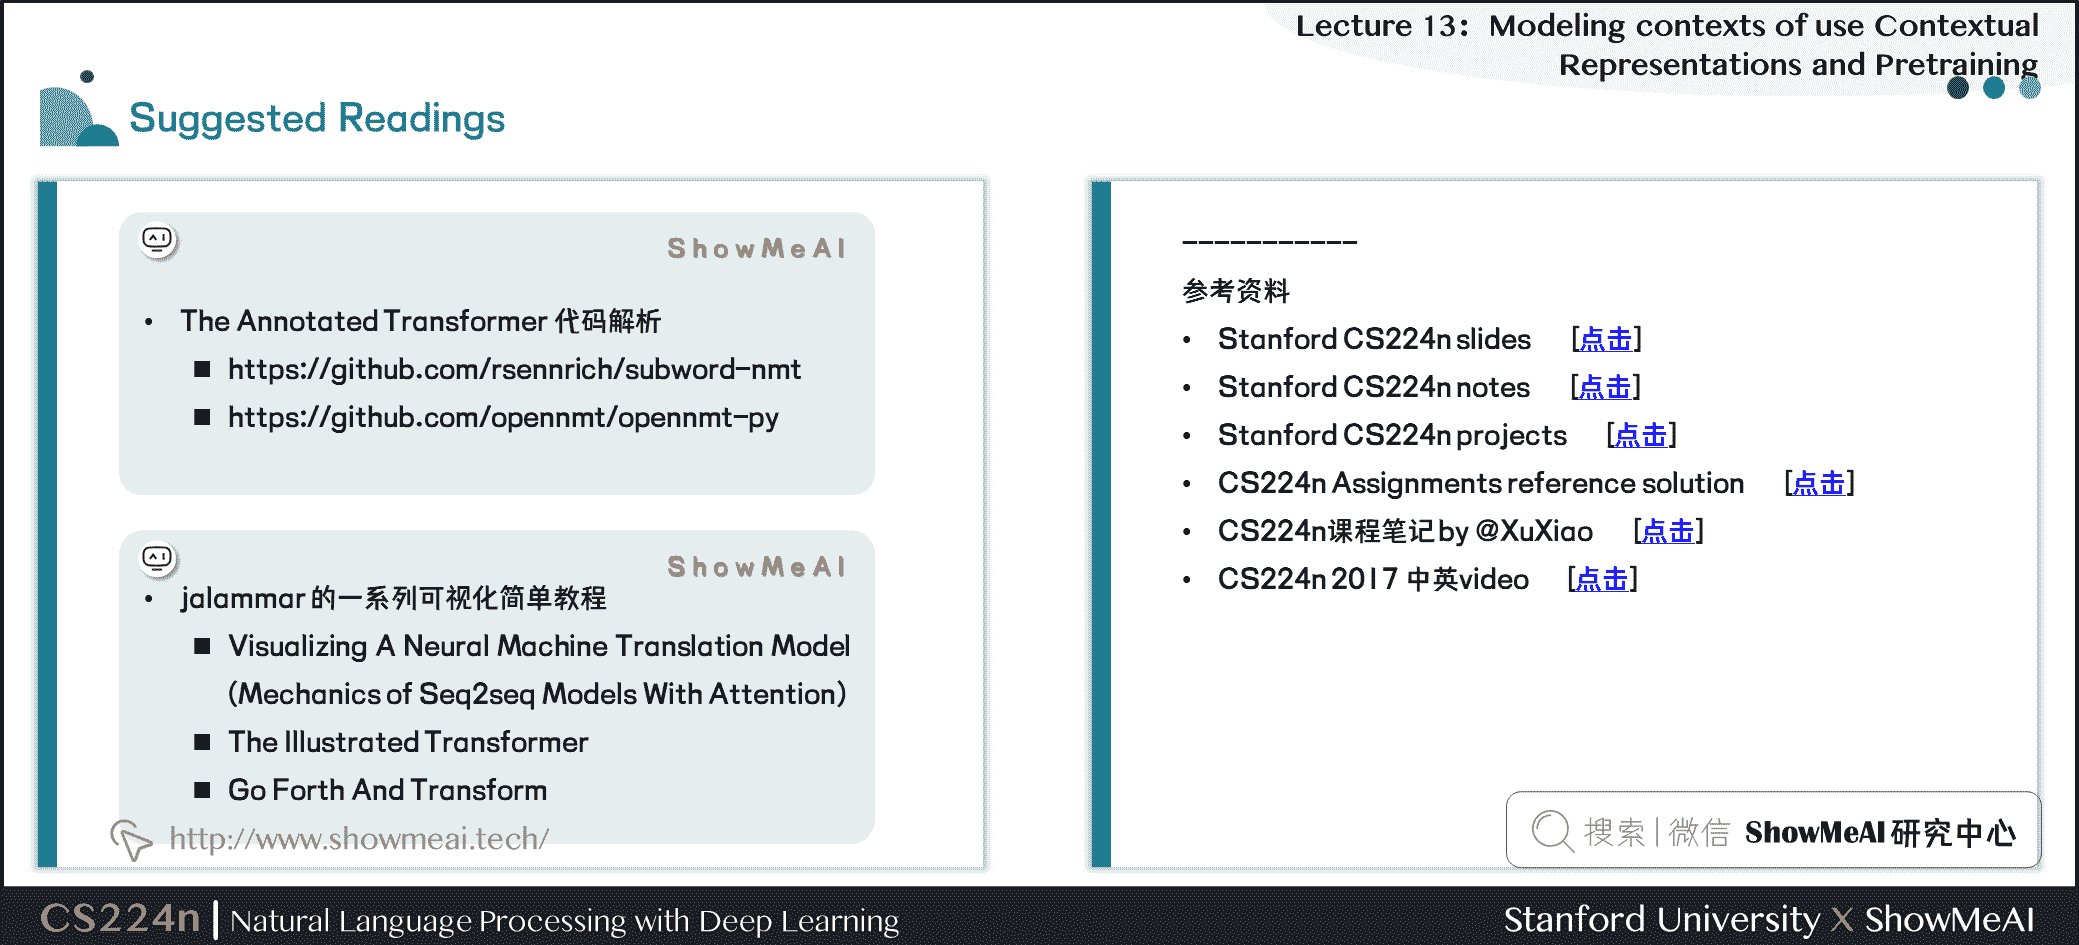 Lecture 13：Modeling contexts of use Contextual
Representations and Pretraining
Suggested Readings
ShowMeAI
• The Annotated Transformer 代码解析
■ https://github.com/rsennrich/subword-nmt
■ https://github.com/opennmt/opennmt-py
ShowMeAI
• jalammar 的一系列可视化简单教程
■ Visualizing A Neural Machine Translation Model
(Mechanics of Seq2seq Models With Attention)
■ The Illustrated Transformer
■ Go Forth And Transform
http://www.showmeai.tech/
-----------
参考资料
• Stanford CS224n slides [点击]
• Stanford CS224n notes [点击]
• Stanford CS224n projects [点击]
• CS224n Assignments reference solution [点击]
• CS224n课程笔记by @XuXiao [点击]
• CS224n 2017 中英video [点击]
搜索 | 微信 ShowMeAI 研究中心
CS224n | Natural Language Processing with Deep Learning
Stanford University X ShowMeAI